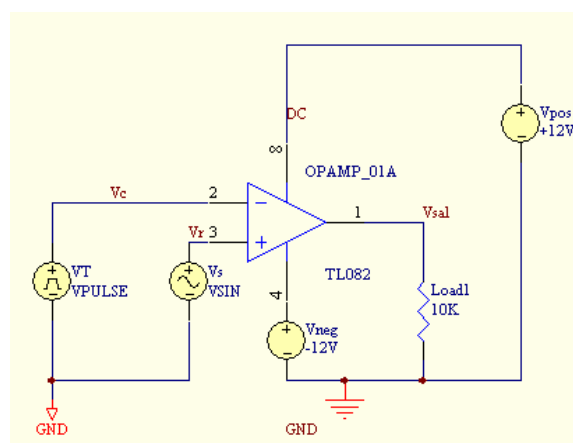 DC
Vpos
+12V
8
OPAMP_01A
Vc
2
1
Vsal
Vr
3
VT
VPULSE
Vs
VSIN
TL082
4
Load1
10K
Vneg
-12V
GND
GND